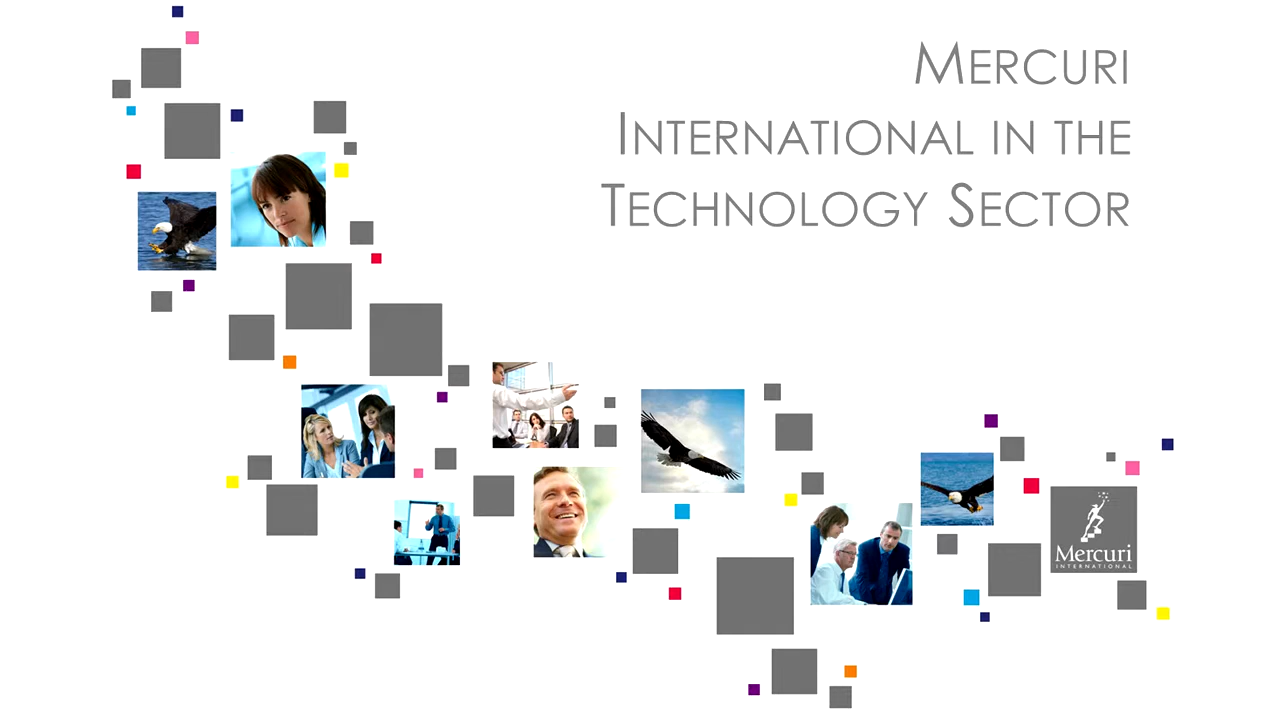 Mercuri
International in the
Technology Sector
Mercuri
INTERNATIONAL